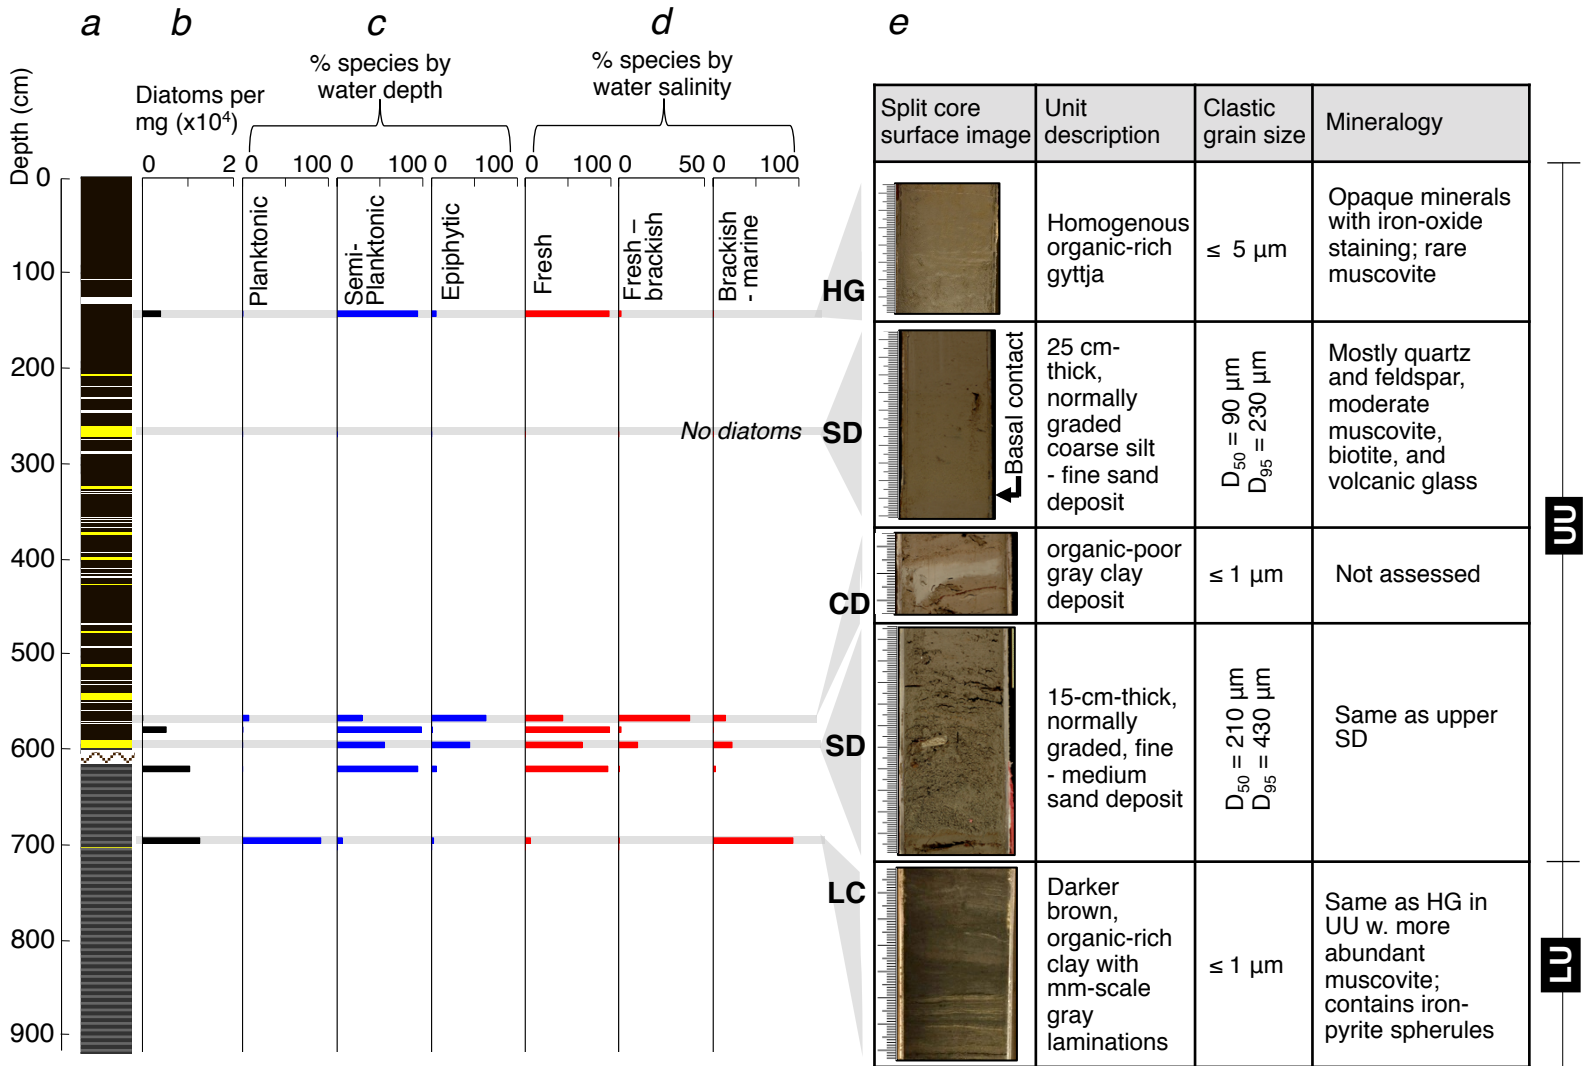 a
b
c
d
e
Depth (cm)
Diatoms per
mg (x10⁴)
% species by
water depth
% species by
water salinity
0 2
0 100
0 100
0 100
0 100
0 50
0 100
Planktonic
Semi-
Planktonic
Epiphytic
Fresh
Fresh –
brackish
Brackish
- marine
0
100
200
300
400
500
600
700
800
900
No diatoms
HG
SD
CD
SD
LC
Split core
surface image
Unit
description
Clastic
grain size
Mineralogy
Homogenous
organic-rich
gyttja
≤ 5 µm
Opaque minerals
with iron-oxide
staining; rare
muscovite
Basal contact
25 cm-
thick,
normally
graded
coarse silt
- fine sand
deposit
D₅₀ = 90 µm
D₉₅ = 230 µm
Mostly quartz
and feldspar,
moderate
muscovite,
biotite, and
volcanic glass
organic-poor
gray clay
deposit
≤ 1 µm
Not assessed
15-cm-thick,
normally
graded, fine
- medium
sand deposit
D₅₀ = 210 µm
D₉₅ = 430 µm
Same as upper
SD
Darker
brown,
organic-rich
clay with
mm-scale
gray
laminations
≤ 1 µm
Same as HG in
UU w. more
abundant
muscovite;
contains iron-
pyrite spherules
UU
LU